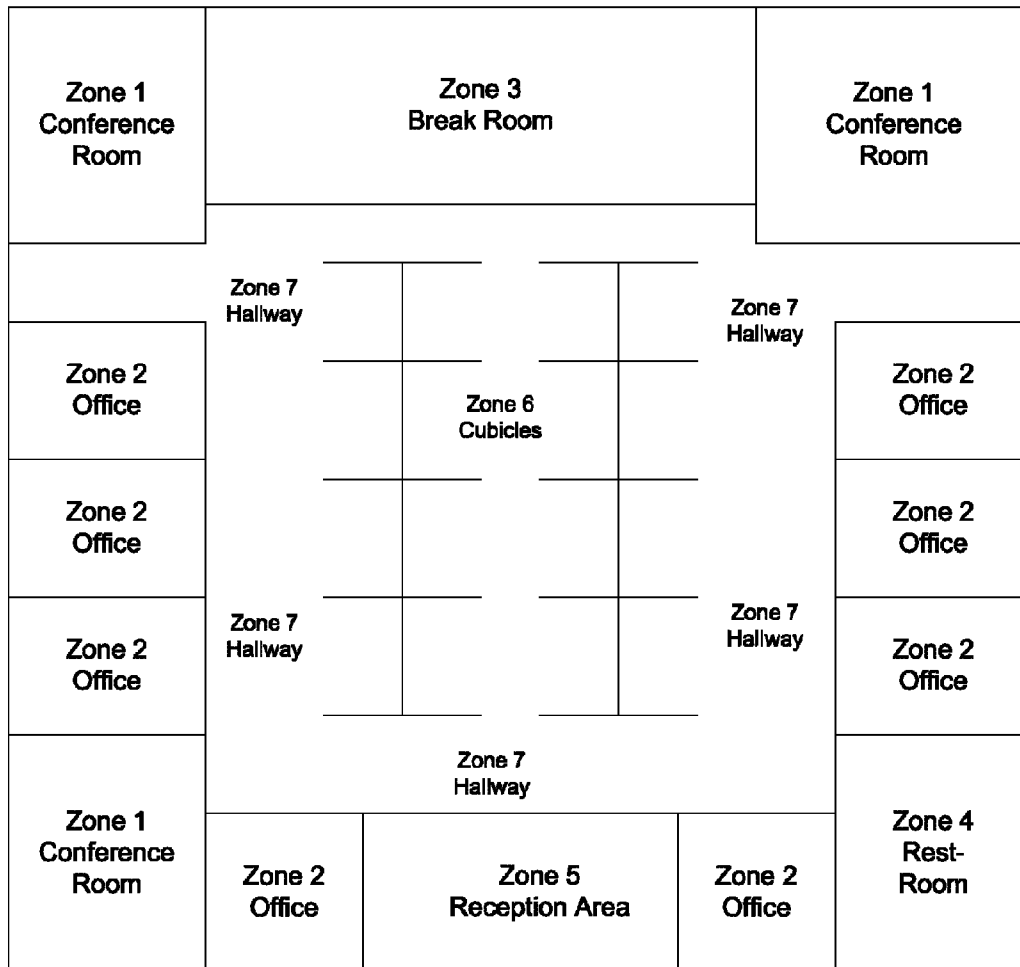 Zone 1
Conference
Room
Zone 3
Break Room
Zone 1
Conference
Room
Zone 7
Hallway
Zone 7
Hallway
Zone 2
Office
Zone 6
Cubicles
Zone 2
Office
Zone 2
Office
Zone 2
Office
Zone 2
Office
Zone 7
Hallway
Zone 7
Hallway
Zone 2
Office
Zone 7
Hallway
Zone 1
Conference
Room
Zone 2
Office
Zone 5
Reception Area
Zone 2
Office
Zone 4
Rest-
Room